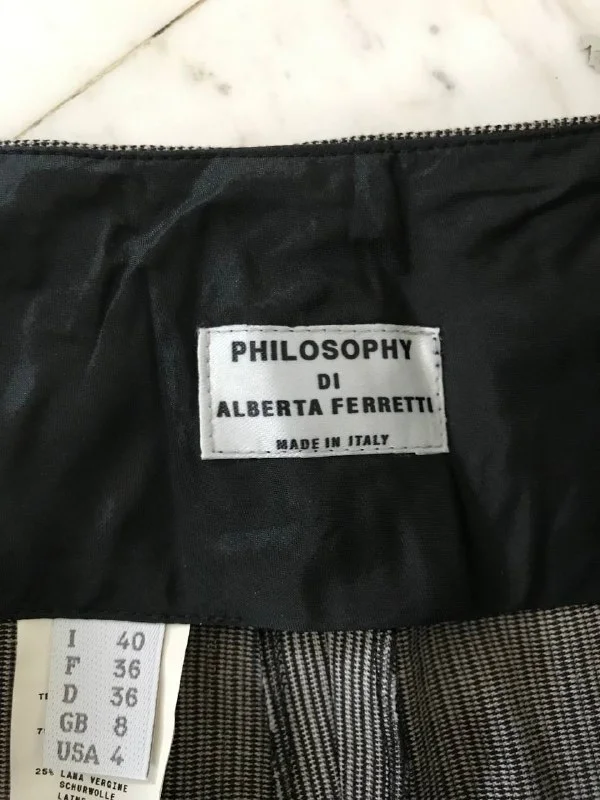 PHILOSOPHY
DI
ALBERTA FERRETTI
MADE IN ITALY
I 40
F 36
D 36
GB 8
USA 4
25% LANA VERGINE
SCHURWOLLE